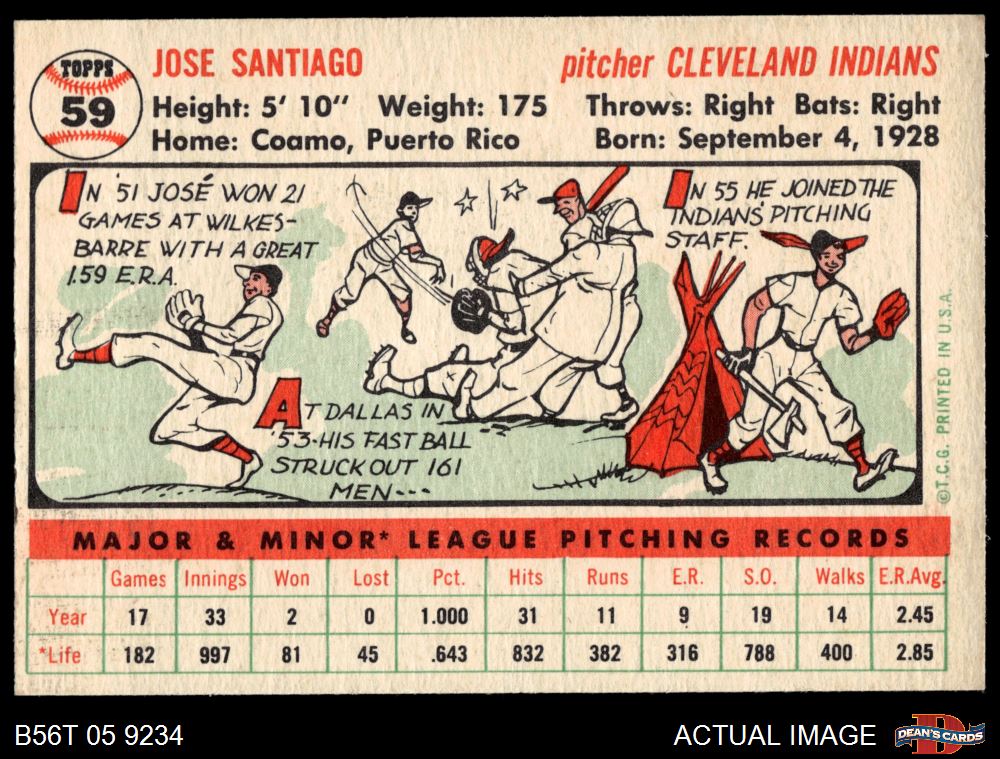 TOPPS
59
JOSE SANTIAGO
pitcher CLEVELAND INDIANS
Height: 5' 10" Weight: 175 Throws: Right Bats: Right
Home: Coamo, Puerto Rico Born: September 4, 1928
IN '51 JOSÉ WON 21
GAMES AT WILKES-
BARRE WITH A GREAT
1.59 E.R.A.
AT DALLAS IN
'53-HIS FAST BALL
STRUCK OUT 161
MEN---
IN 55 HE JOINED THE
INDIANS' PITCHING
STAFF.
©T.C.G. PRINTED IN U.S.A.
MAJOR & MINOR* LEAGUE PITCHING RECORDS
Games Innings Won Lost Pct. Hits Runs E.R. S.O. Walks E.R.Avg.
Year 17 33 2 0 1.000 31 11 9 19 14 2.45
*Life 182 997 81 45 .643 832 382 316 788 400 2.85
B56T 05 9234
ACTUAL IMAGE
DEAN'S CARDS